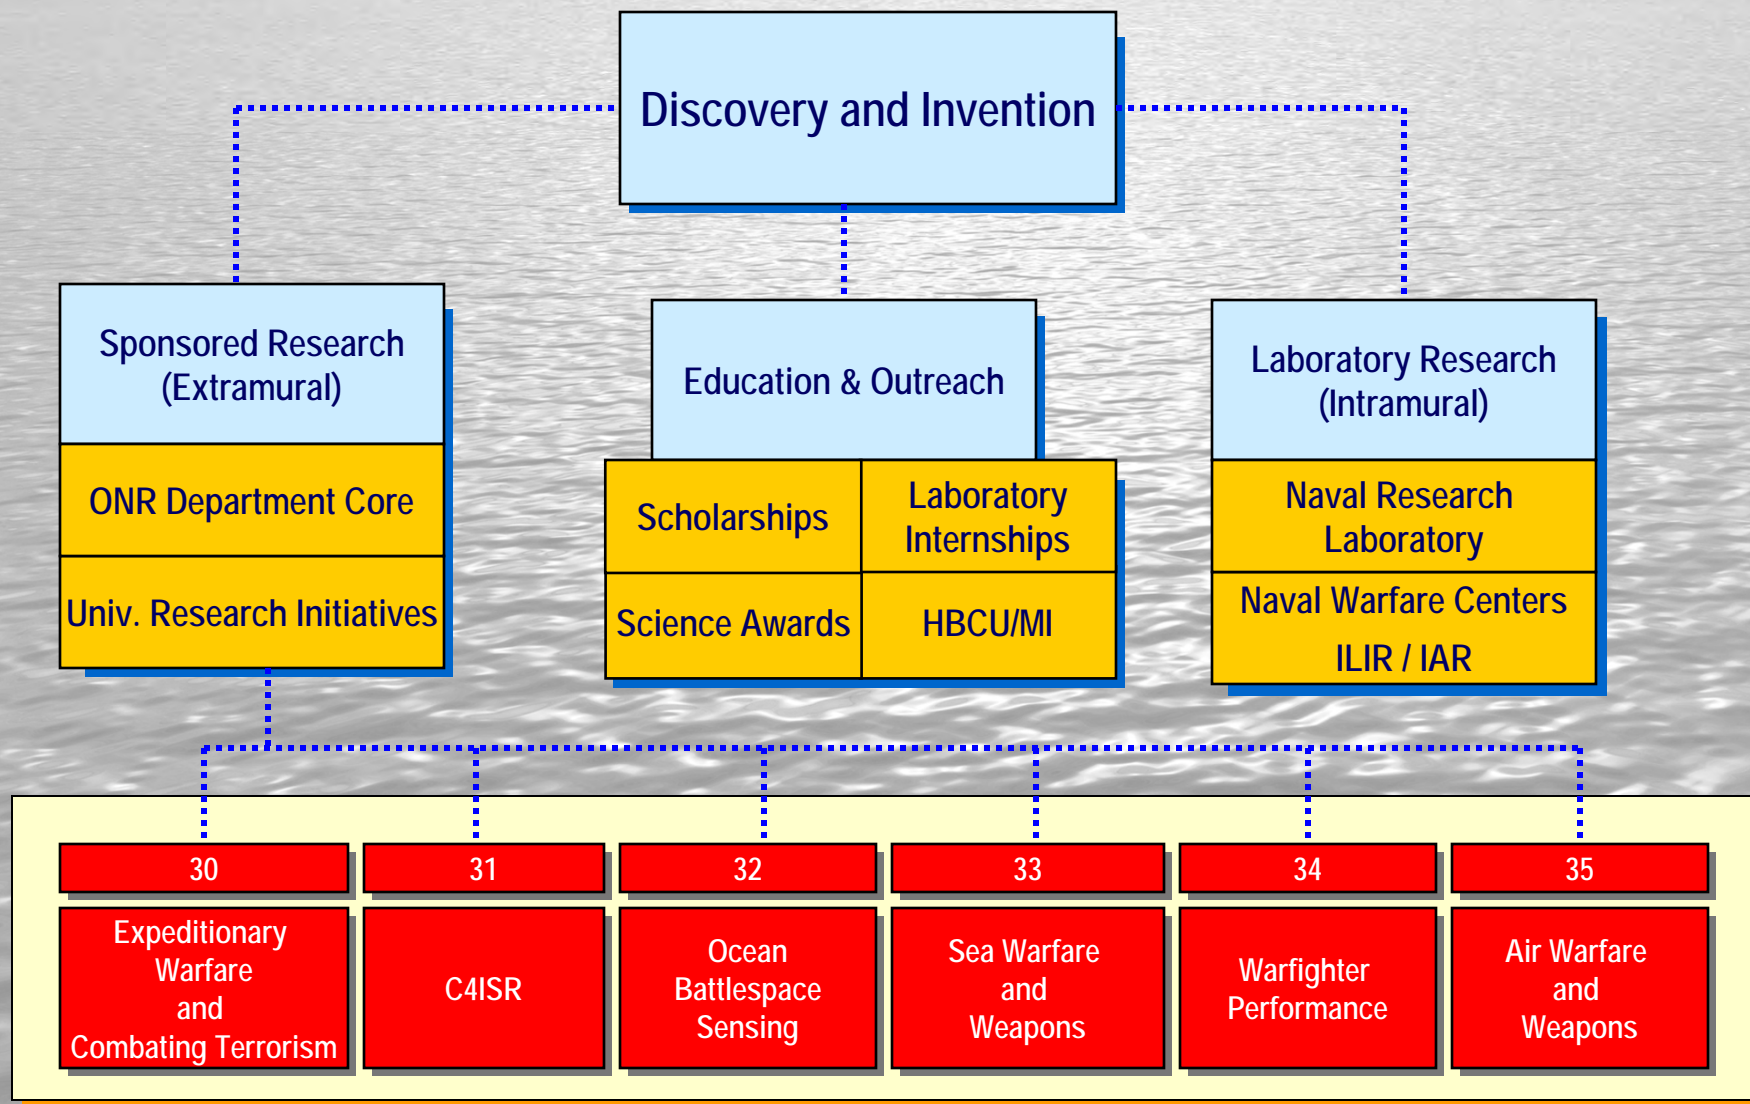 Discovery and Invention
Sponsored Research
(Extramural)
ONR Department Core
Univ. Research Initiatives
Education & Outreach
Scholarships
Laboratory
Internships
Science Awards
HBCU/MI
Laboratory Research
(Intramural)
Naval Research
Laboratory
Naval Warfare Centers
ILIR / IAR
30
Expeditionary
Warfare
and
Combating Terrorism
31
C4ISR
32
Ocean
Battlespace
Sensing
33
Sea Warfare
and
Weapons
34
Warfighter
Performance
35
Air Warfare
and
Weapons